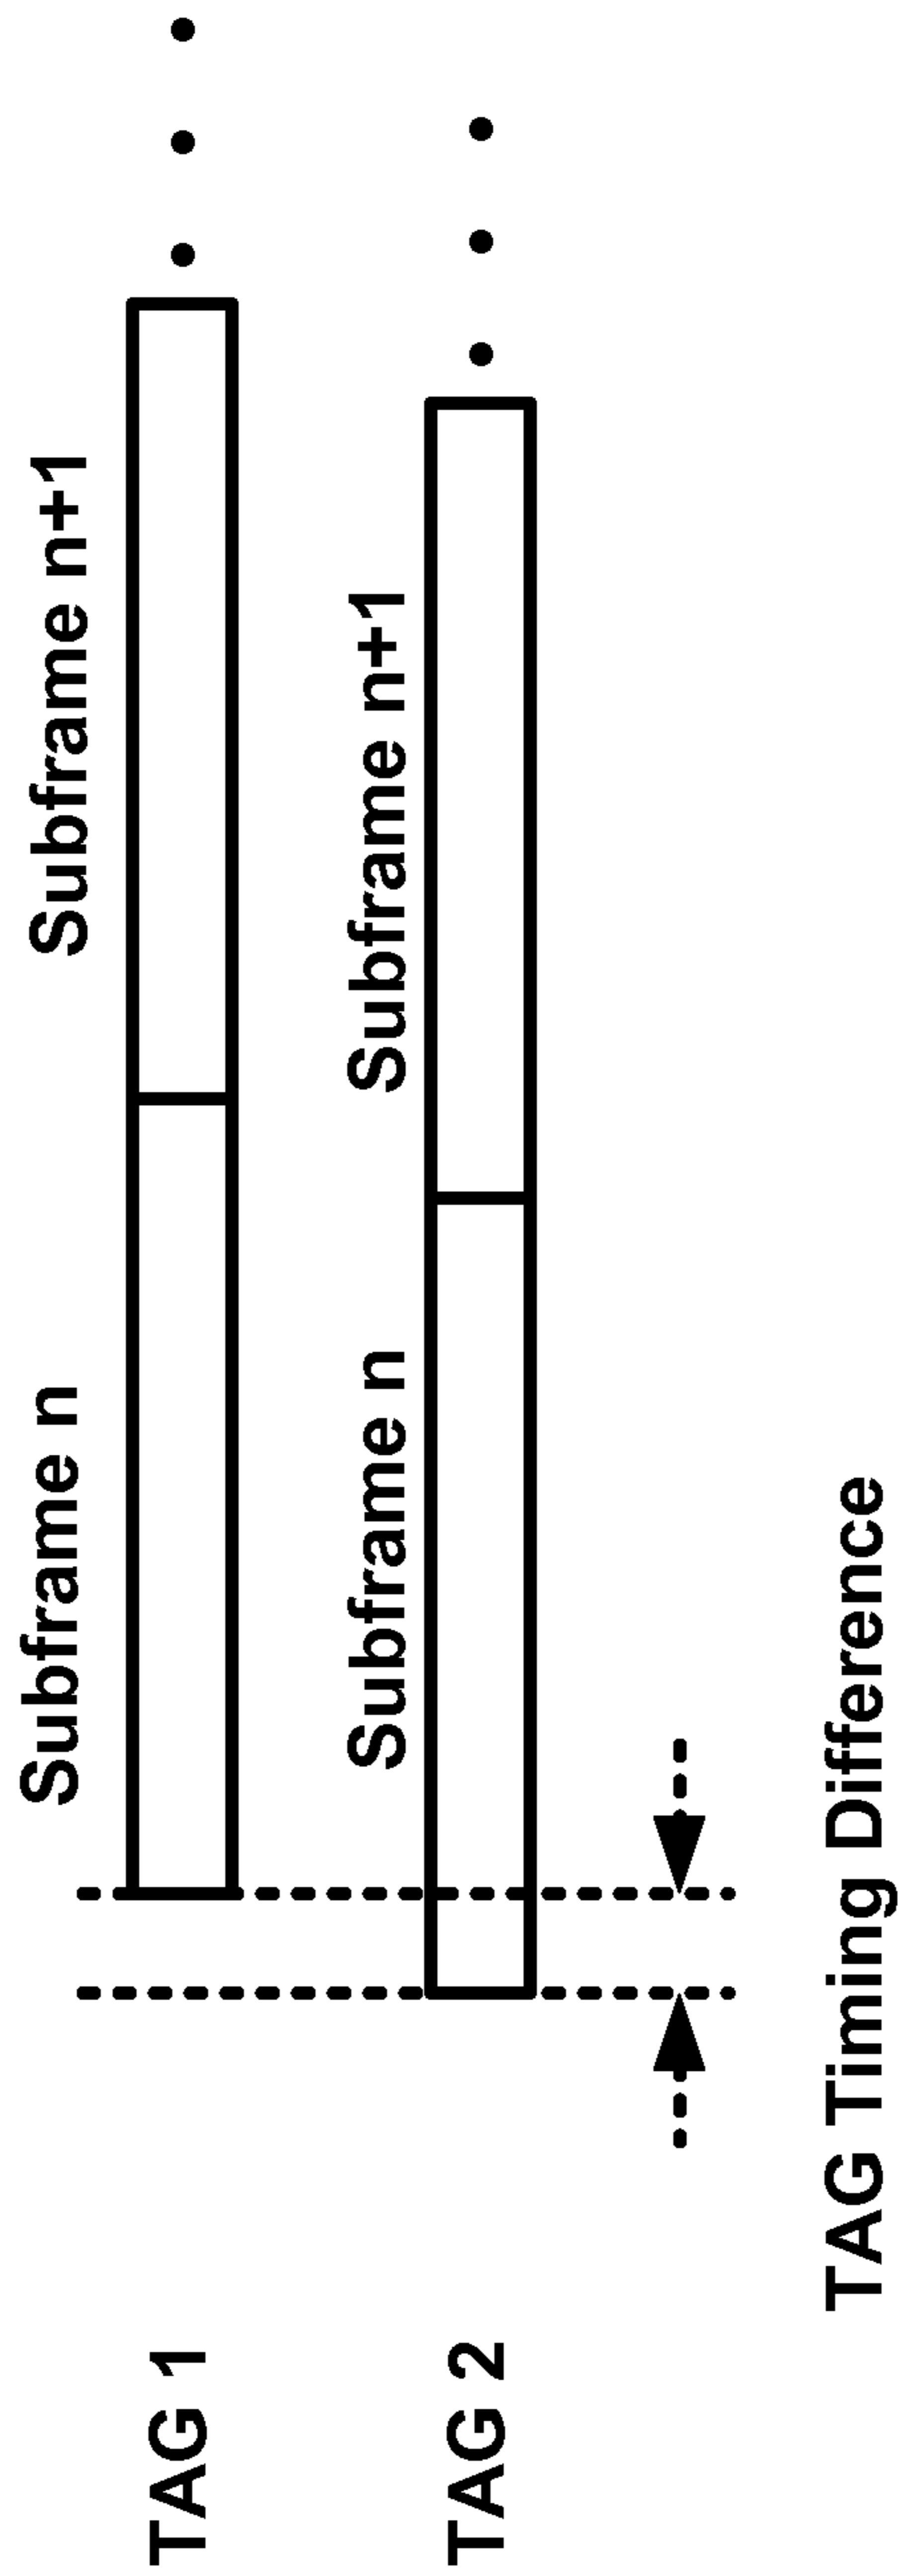 Subframe n
Subframe n+1
TAG 1
Subframe n
Subframe n+1
TAG 2
TAG Timing Difference